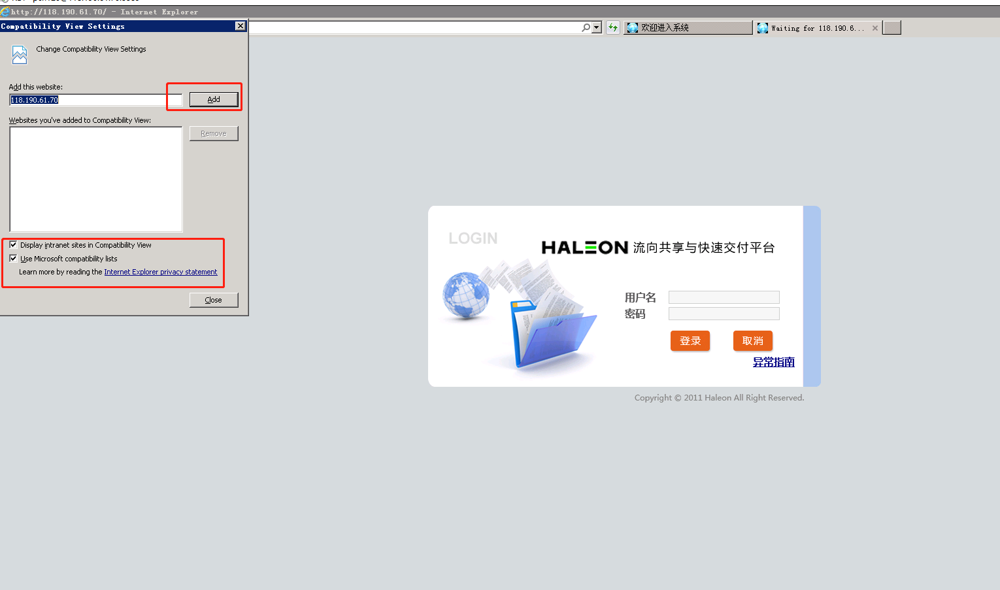 http://118.190.61.70/ - Internet Explorer
Compatibility View Settings
欢迎进入系统
Waiting for 118.190.6...
Change Compatibility View Settings
Add this website:
118.190.61.70
Add
Websites you've added to Compatibility View:
Remove
Display intranet sites in Compatibility View
Use Microsoft compatibility lists
Learn more by reading the Internet Explorer privacy statement
Close
LOGIN
HALEON 流向共享与快速交付平台
用户名
密码
登录 取消
异常指南
Copyright © 2011 Haleon All Right Reserved.